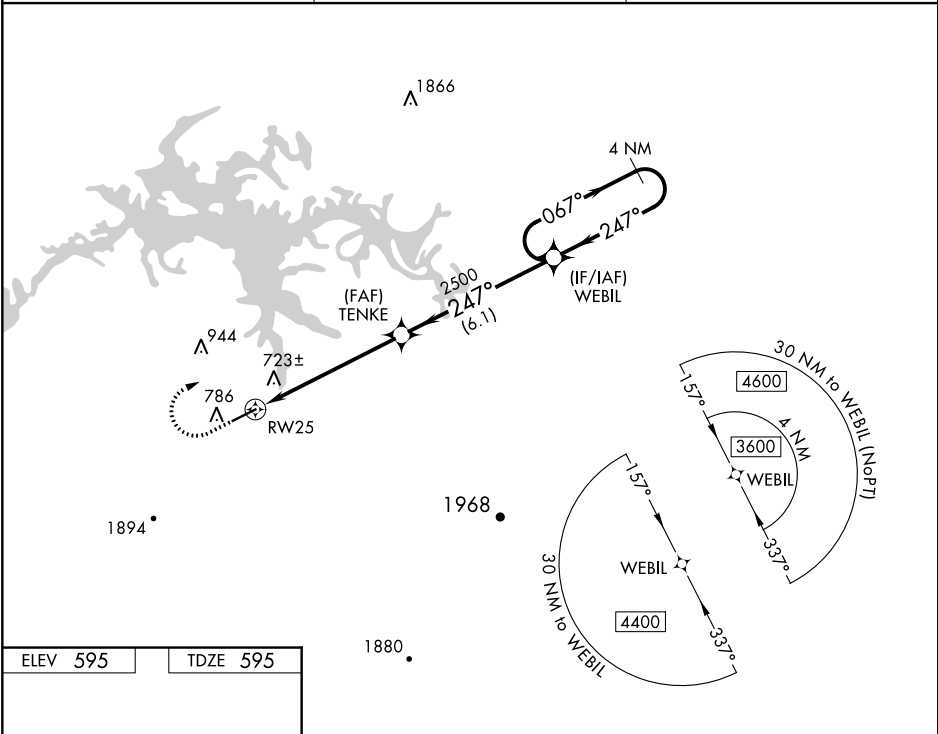 1866
4 NM
067°
247°
(IF/IAF)
WEBIL
2500
247°
(6.1)
(FAF)
TENKE
944
723±
786
RW25
30 NM to WEBIL (NoPT)
157°
4600
4 NM
3600
WEBIL
337°
1968
1894
157°
WEBIL
30 NM to WEBIL
4400
337°
1880
ELEV 595
TDZE 595